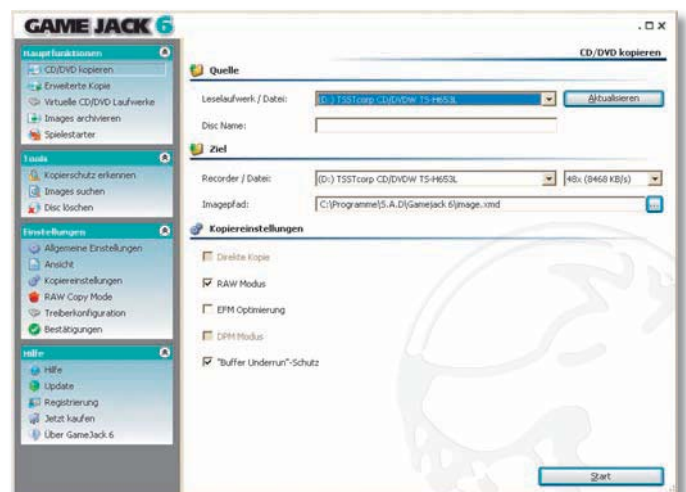 GAME JACK 6
Hauptfunktionen
CD/DVD kopieren
Erweiterte Kopie
Virtuelle CD/DVD Laufwerke
Images archivieren
Spielestarter
Tools
Kopierschutz erkennen
Images suchen
Disc löschen
Einstellungen
Allgemeine Einstellungen
Ansicht
Kopiereinstellungen
RAW Copy Mode
Treiberkonfiguration
Bestätigungen
Hilfe
Hilfe
Update
Registrierung
Jetzt kaufen
Über GameJack 6
CD/DVD kopieren
Quelle
Leselaufwerk / Datei: (D:) TSSTcorp CD/DVDW TS-H653L Aktualisieren
Disc Name:
Ziel
Recorder / Datei: (D:) TSSTcorp CD/DVDW TS-H653L 48x (8468 KB/s)
Imagepfad: C:\Programme\S.A.D\Gamejack 6\image.xmd ...
Kopiereinstellungen
Direkte Kopie
RAW Modus
EFM Optimierung
DPM Modus
"Buffer Underrun"-Schutz
Start